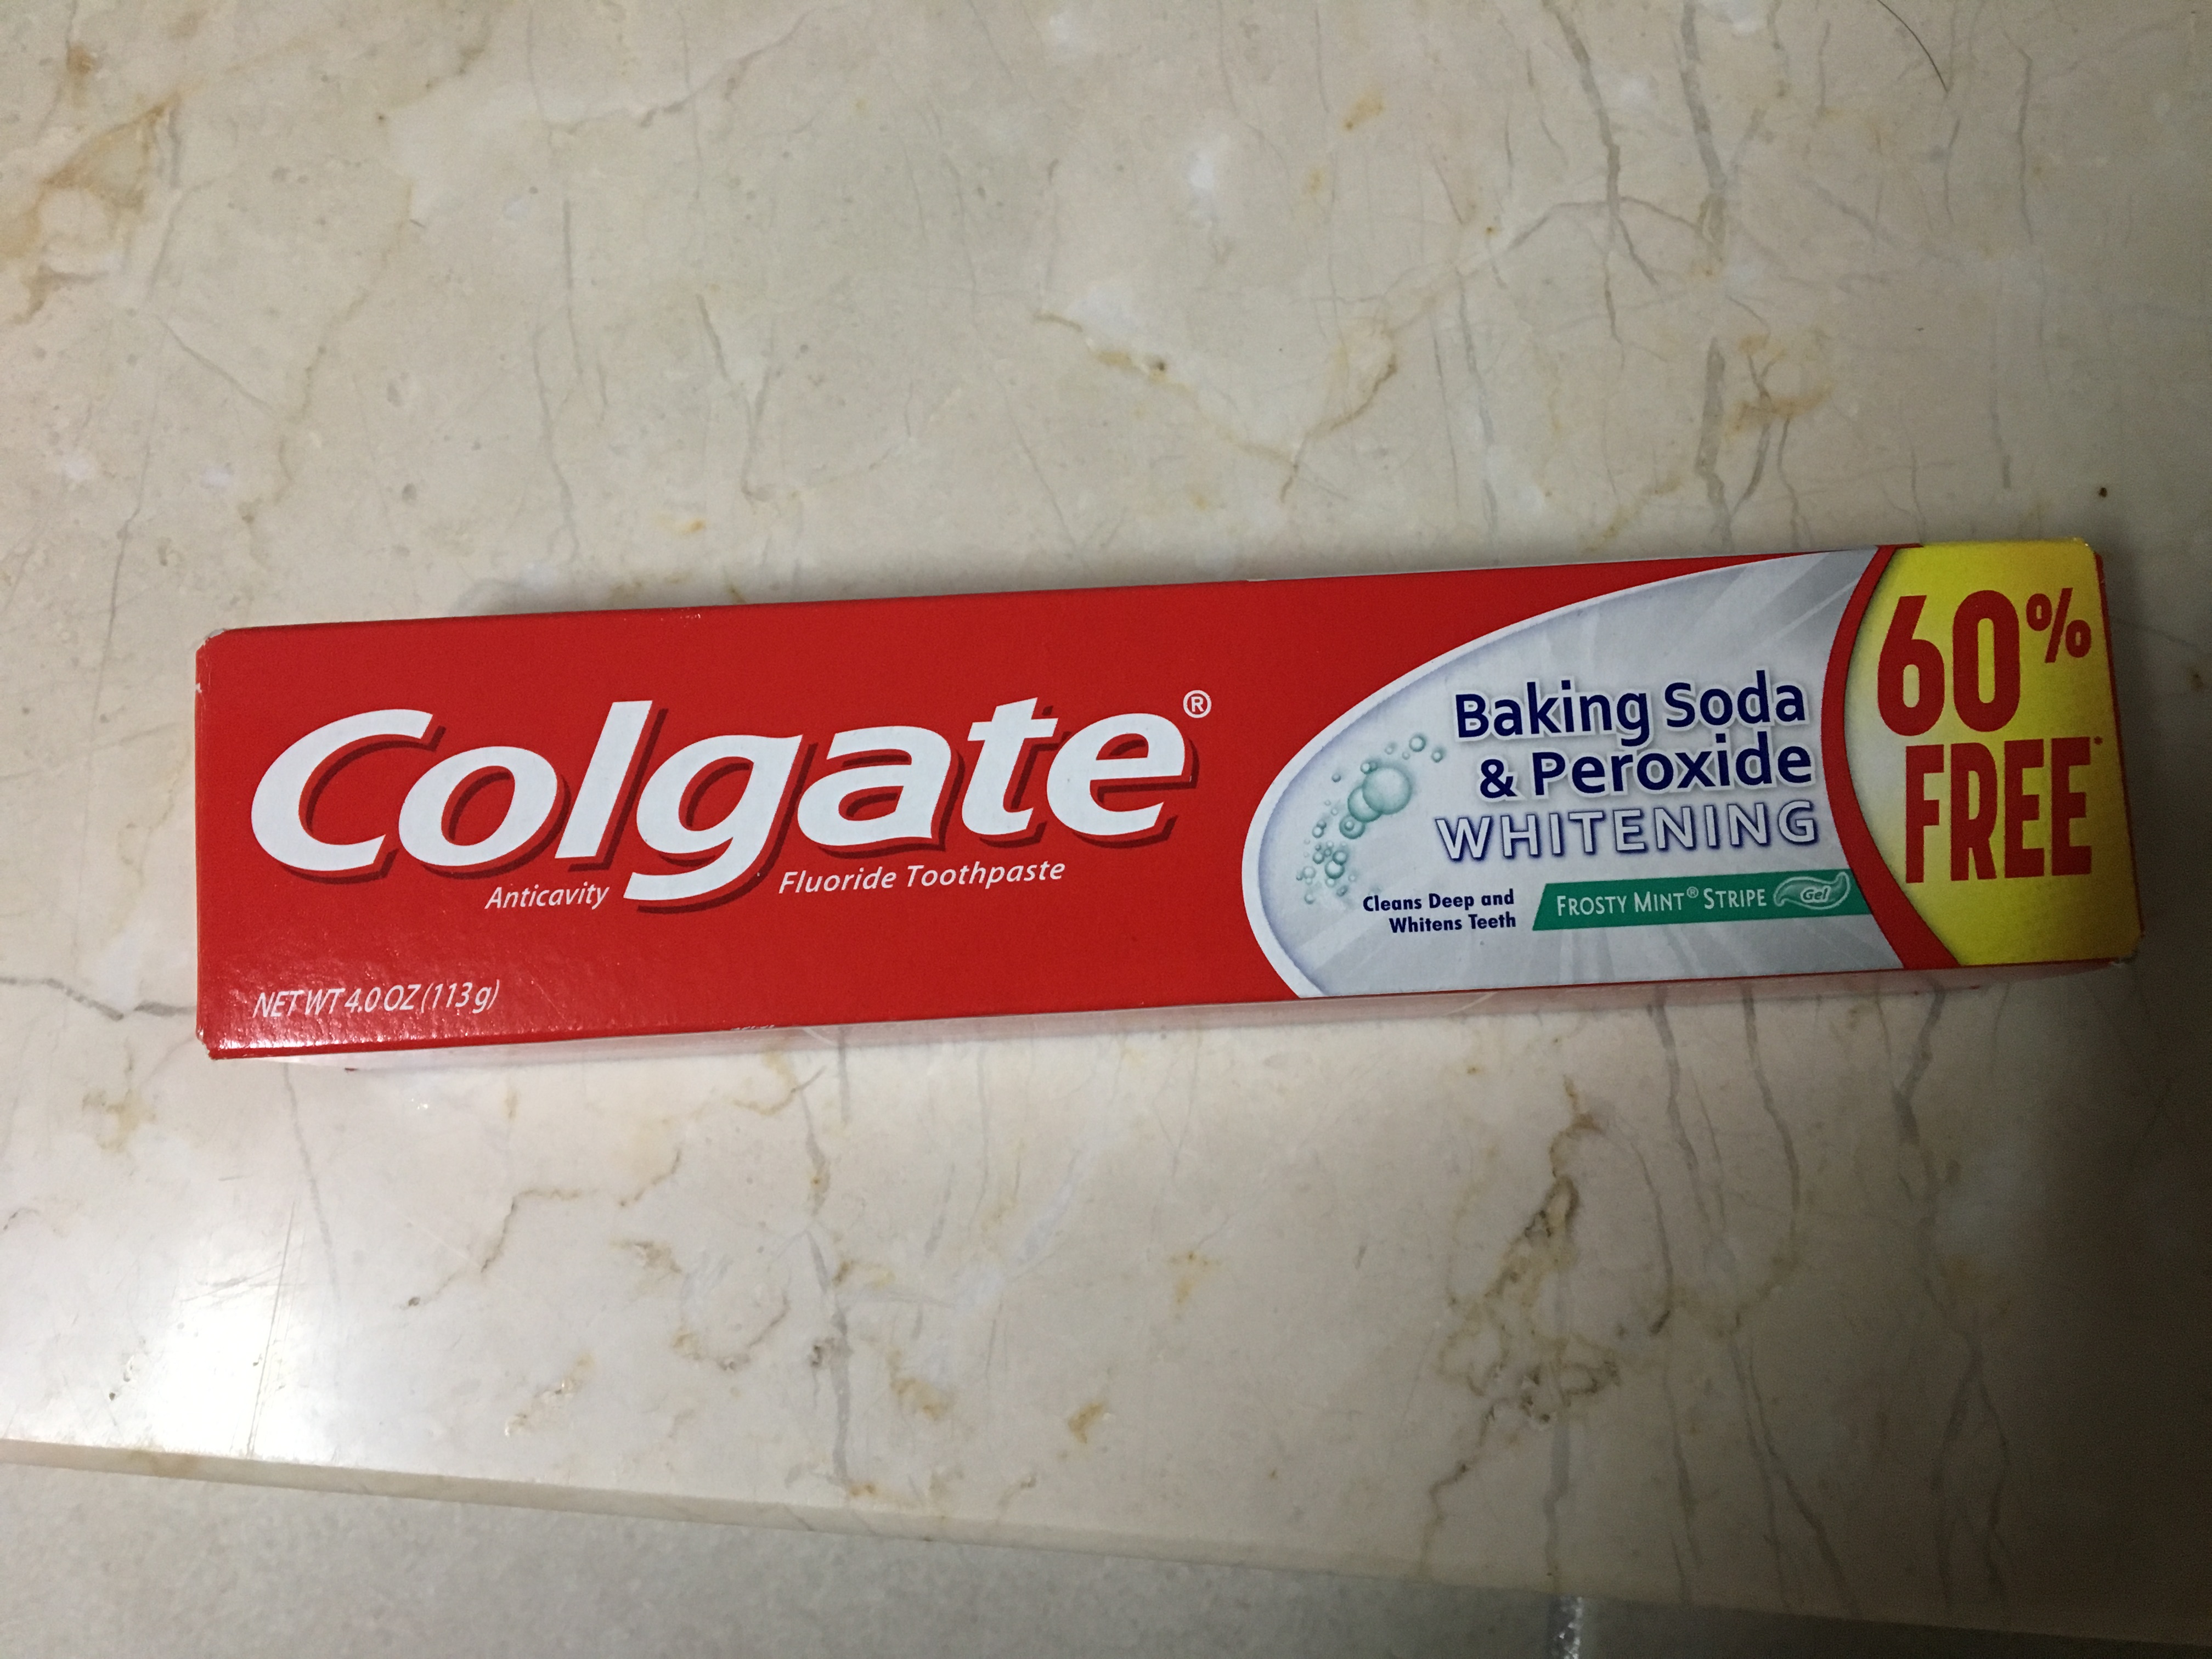 Colgate®
Anticavity Fluoride Toothpaste
NET WT 4.0 OZ (113 g)
Baking Soda
& Peroxide
WHITENING
Cleans Deep and
Whitens Teeth
FROSTY MINT® STRIPE Gel
60%
FREE*